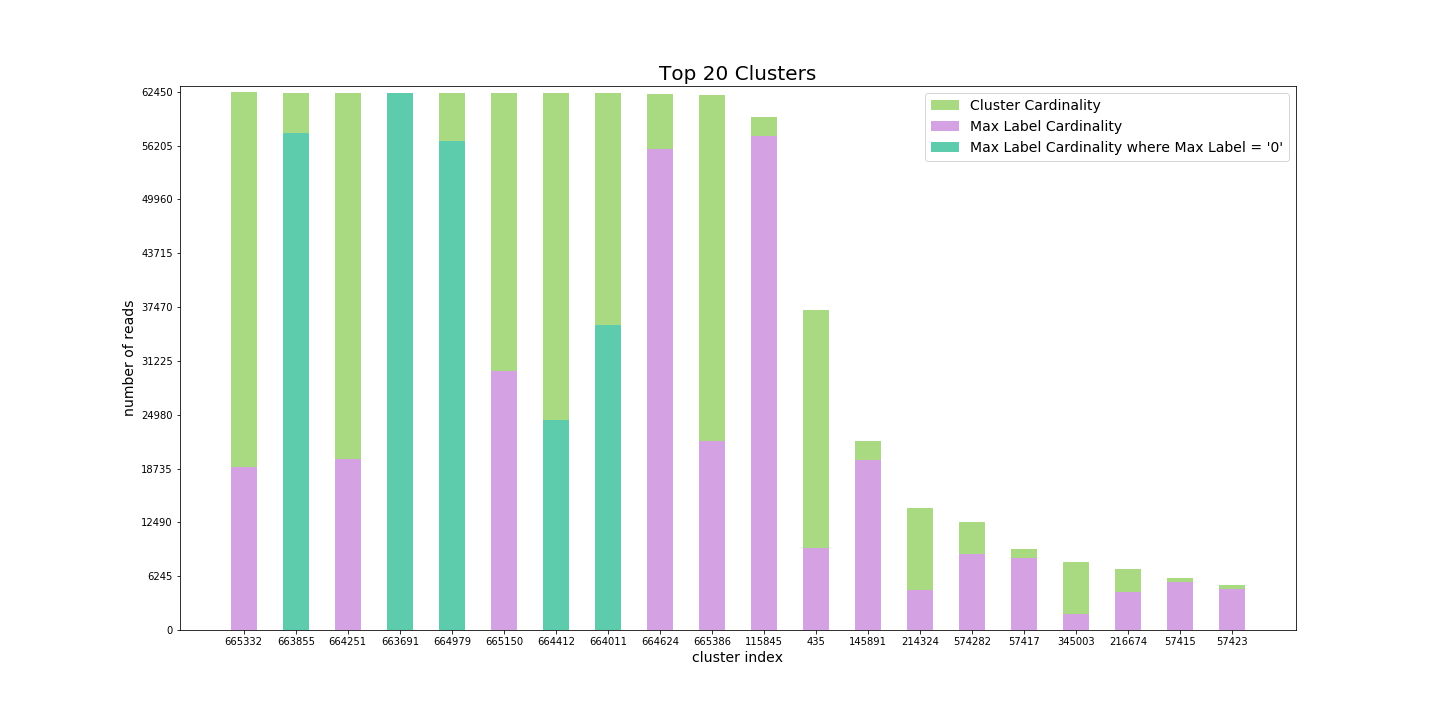 Top 20 Clusters
62450
56205
49960
43715
37470
31225
24980
18735
12490
6245
0
number of reads
Cluster Cardinality
Max Label Cardinality
Max Label Cardinality where Max Label = '0'
665332 663855 664251 663691 664979 665150 664412 664011 664624 665386 115845 435 145891 214324 574282 57417 345003 216674 57415 57423
cluster index